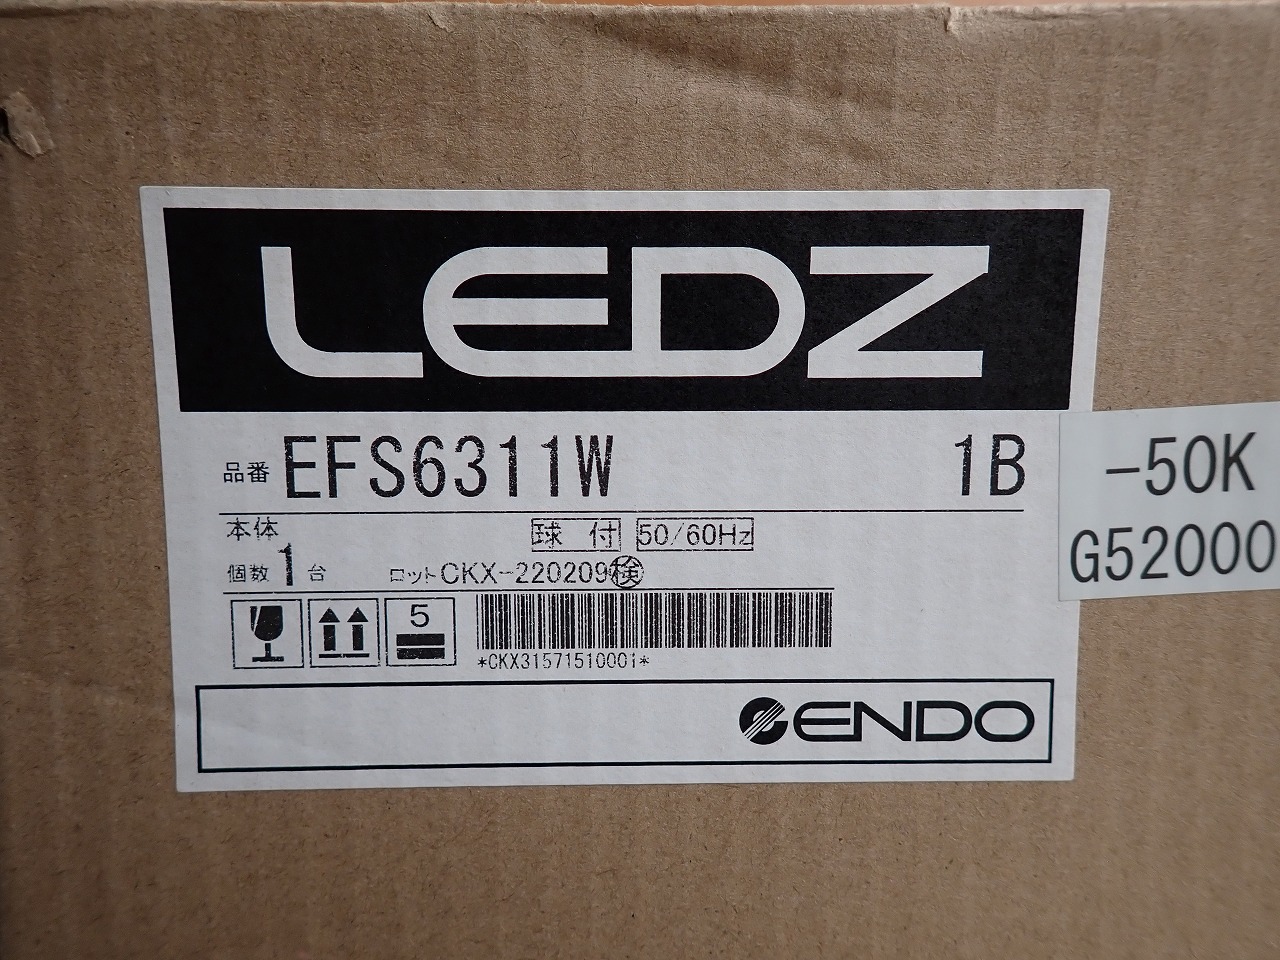 LEDZ
品番 EFS6311W 1B
-50K
G52000
本体 球付 50/60Hz
個数 1 台 ロット CKX-220209 検
5
*CKX31571510001*
ENDO